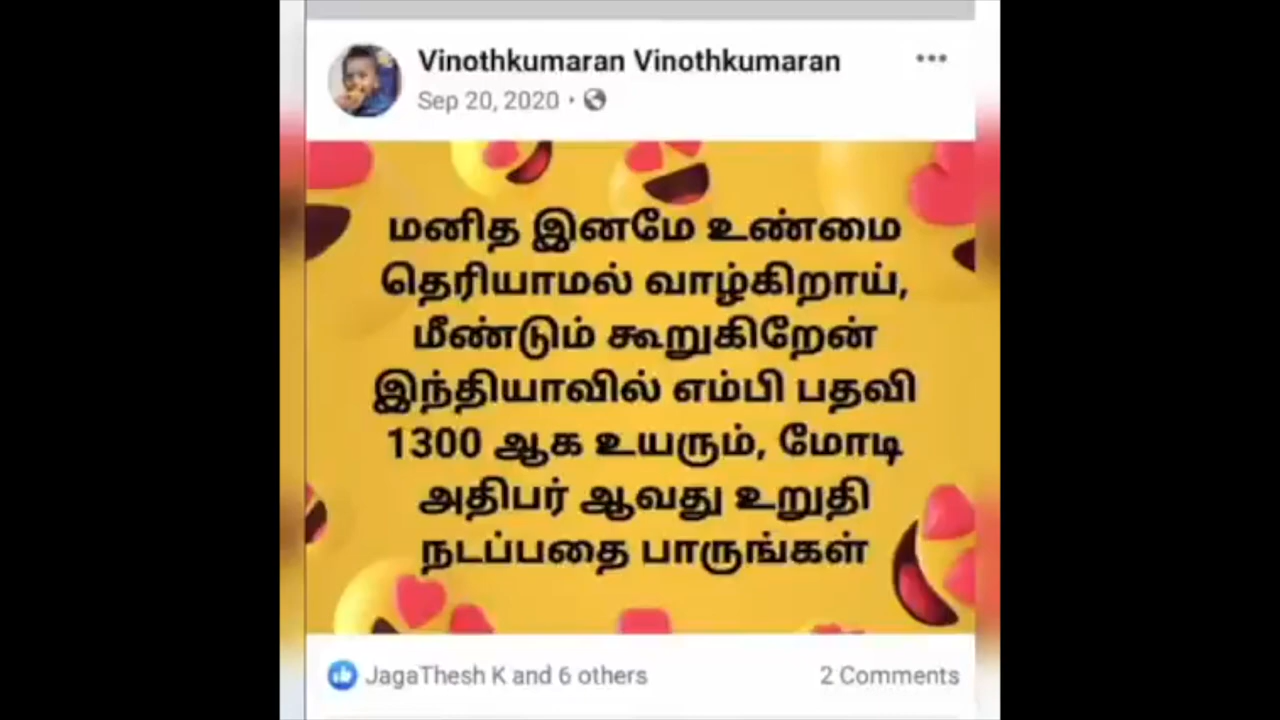 Vinothkumaran Vinothkumaran
Sep 20, 2020 ·
மனித இனமே உண்மை
தெரியாமல் வாழ்கிறாய்,
மீண்டும் கூறுகிறேன்
இந்தியாவில் எம்பி பதவி
1300 ஆக உயரும், மோடி
அதிபர் ஆவது உறுதி
நடப்பதை பாருங்கள்
JagaThesh K and 6 others
2 Comments